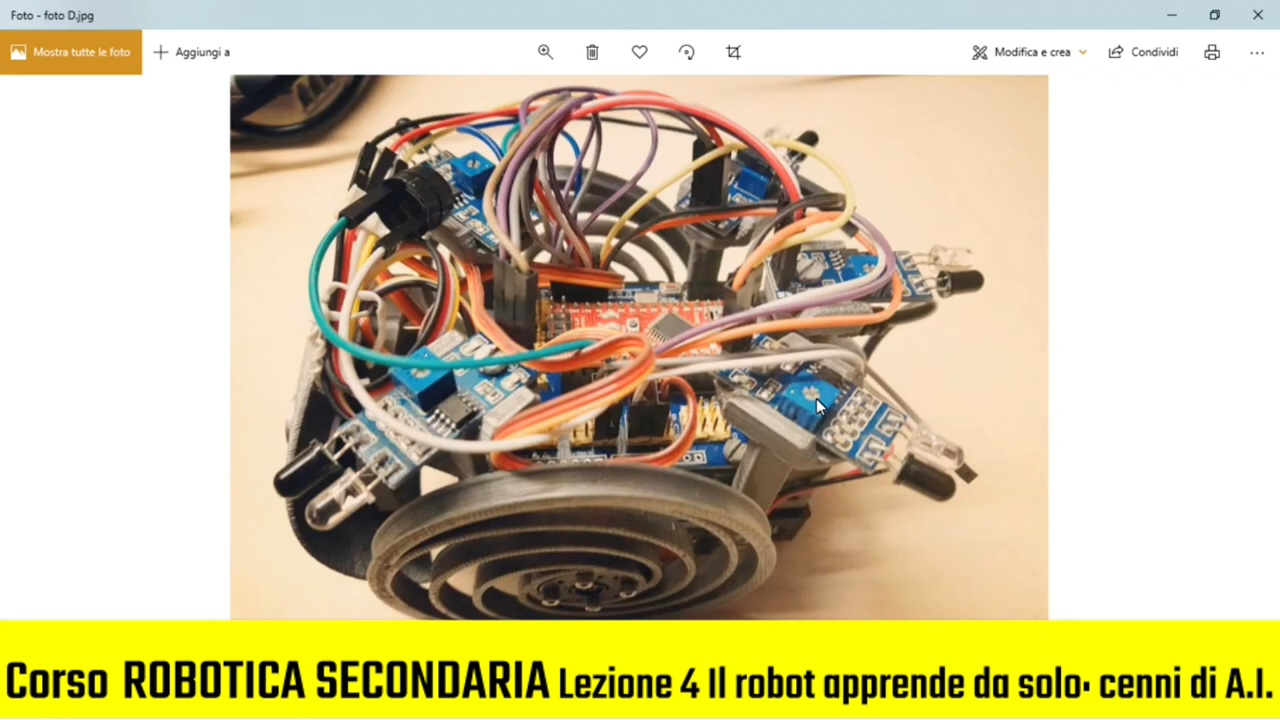 Foto - foto D.jpg
Mostra tutte le foto
Aggiungi a
Modifica e crea
Condividi
Corso ROBOTICA SECONDARIA Lezione 4 Il robot apprende da solo: cenni di A.I.